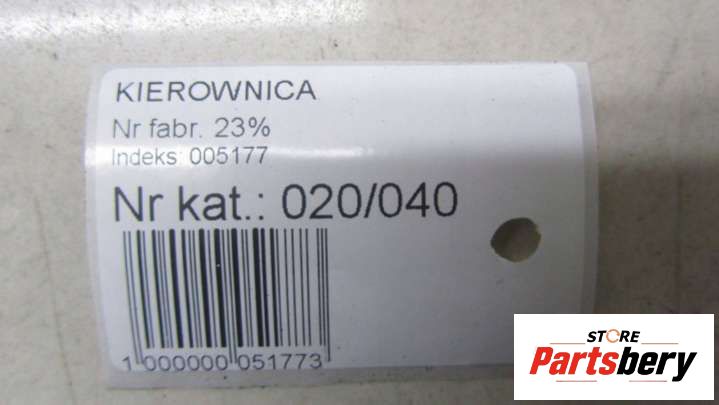 KIEROWNICA
Nr fabr. 23%
Indeks: 005177
Nr kat.: 020/040
1 000000 051773
STORE
Partsbery